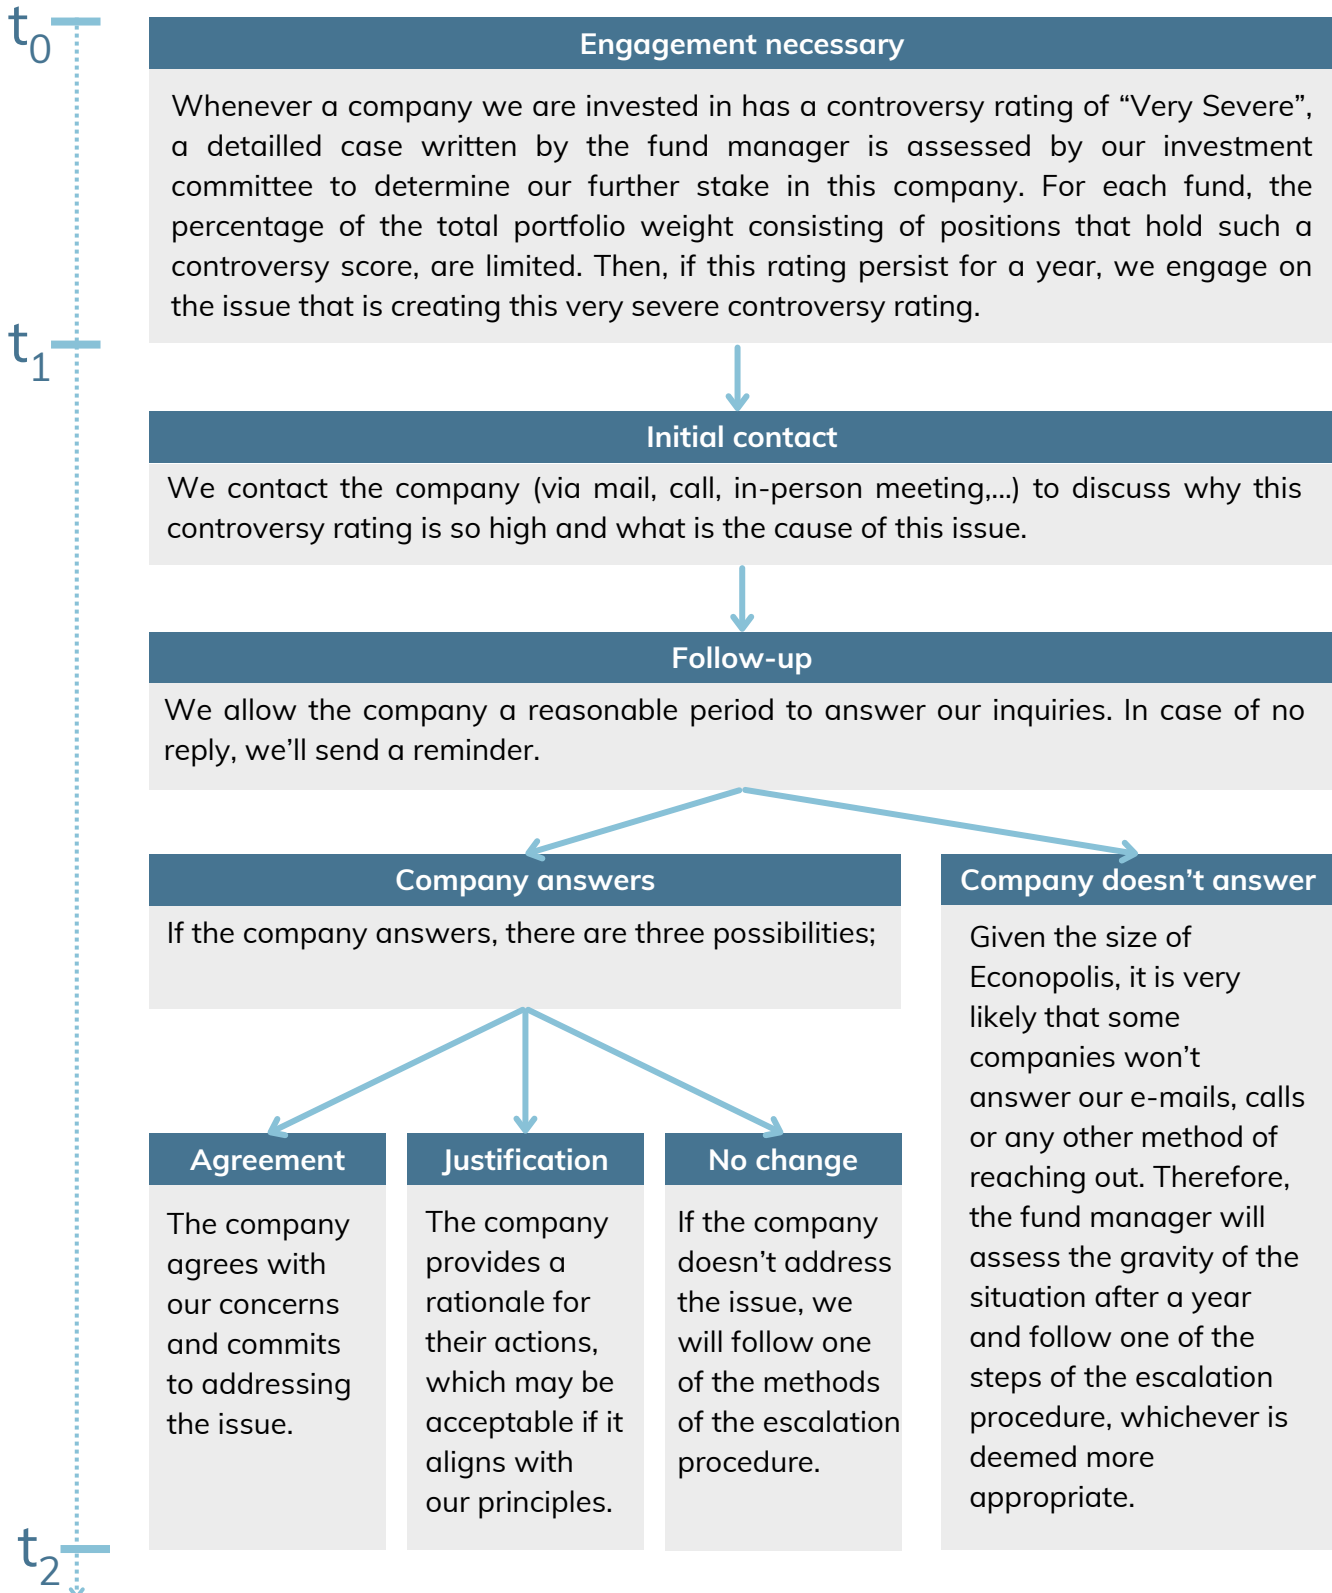 t0
Engagement necessary
Whenever a company we are invested in has a controversy rating of “Very Severe”,
a detailled case written by the fund manager is assessed by our investment
committee to determine our further stake in this company. For each fund, the
percentage of the total portfolio weight consisting of positions that hold such a
controversy score, are limited. Then, if this rating persist for a year, we engage on
the issue that is creating this very severe controversy rating.
t1
Initial contact
We contact the company (via mail, call, in-person meeting,...) to discuss why this
controversy rating is so high and what is the cause of this issue.
Follow-up
We allow the company a reasonable period to answer our inquiries. In case of no
reply, we’ll send a reminder.
Company answers
If the company answers, there are three possibilities;
Company doesn’t answer
Given the size of
Econopolis, it is very
likely that some
companies won’t
answer our e-mails, calls
or any other method of
reaching out. Therefore,
the fund manager will
assess the gravity of the
situation after a year
and follow one of the
steps of the escalation
procedure, whichever is
deemed more
appropriate.
Agreement
The company
agrees with
our concerns
and commits
to addressing
the issue.
Justification
The company
provides a
rationale for
their actions,
which may be
acceptable if it
aligns with
our principles.
No change
If the company
doesn’t address
the issue, we
will follow one
of the methods
of the escalation
procedure.
t2